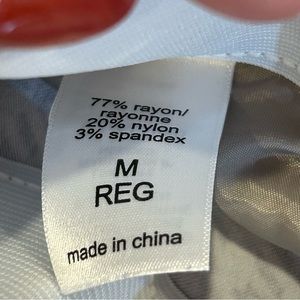 77% rayon/
rayonne
20% nylon
3% spandex
M
REG
made in china